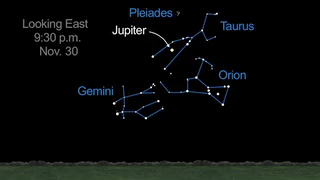 Looking East
9:30 p.m.
Nov. 30
Pleiades
Taurus
Jupiter
Orion
Gemini